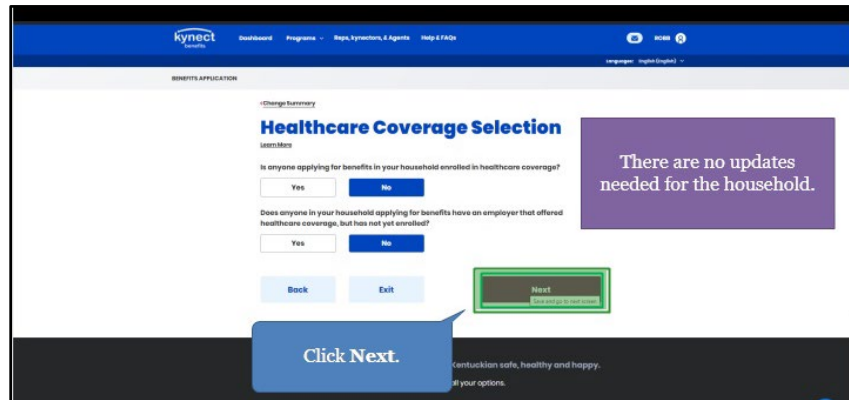 kynect
benefits
Dashboard Programs Reps, kynectors, & Agents Help & FAQs
ROBB
Languages: English (English)
BENEFITS APPLICATION
<Change Summary
Healthcare Coverage Selection
Learn More
Is anyone applying for benefits in your household enrolled in healthcare coverage?
Yes No
Does anyone in your household applying for benefits have an employer that offered
healthcare coverage, but has not yet enrolled?
Yes No
Back Exit Next
Save and go to next screen
There are no updates
needed for the household.
Click Next.
Kentuckian safe, healthy and happy.
all your options.